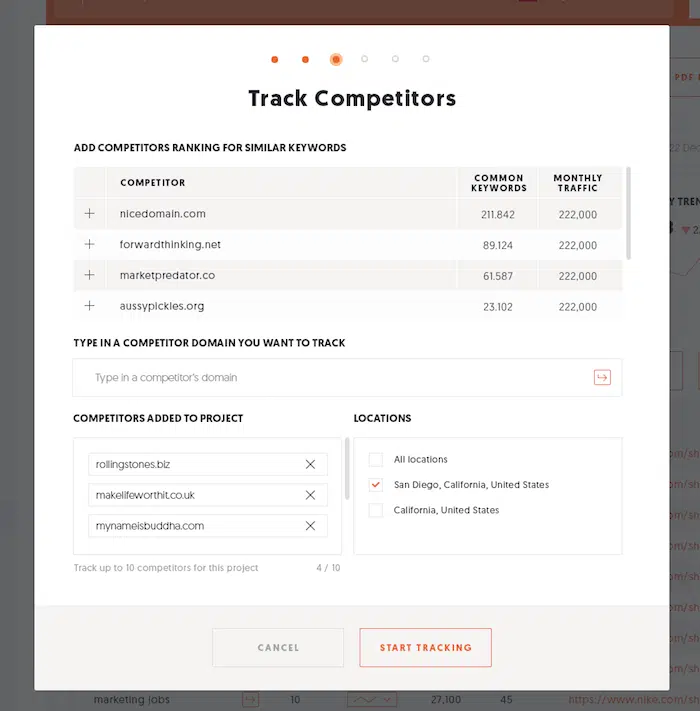 PDF
22 Dec
Track Competitors
ADD COMPETITORS RANKING FOR SIMILAR KEYWORDS
COMPETITOR COMMON KEYWORDS MONTHLY TRAFFIC
nicedomain.com 211.842 222,000
forwardthinking.net 89.124 222,000
marketpredator.co 61.587 222,000
aussypickles.org 23.102 222,000
TYPE IN A COMPETITOR DOMAIN YOU WANT TO TRACK
Type in a competitor's domain
COMPETITORS ADDED TO PROJECT
rollingstones.biz
makelifeworthit.co.uk
mynameisbuddha.com
Track up to 10 competitors for this project 4 / 10
LOCATIONS
All locations
San Diego, California, United States
California, United States
CANCEL START TRACKING
marketing jobs 10 27,100 45 https://www.nike.com/sh